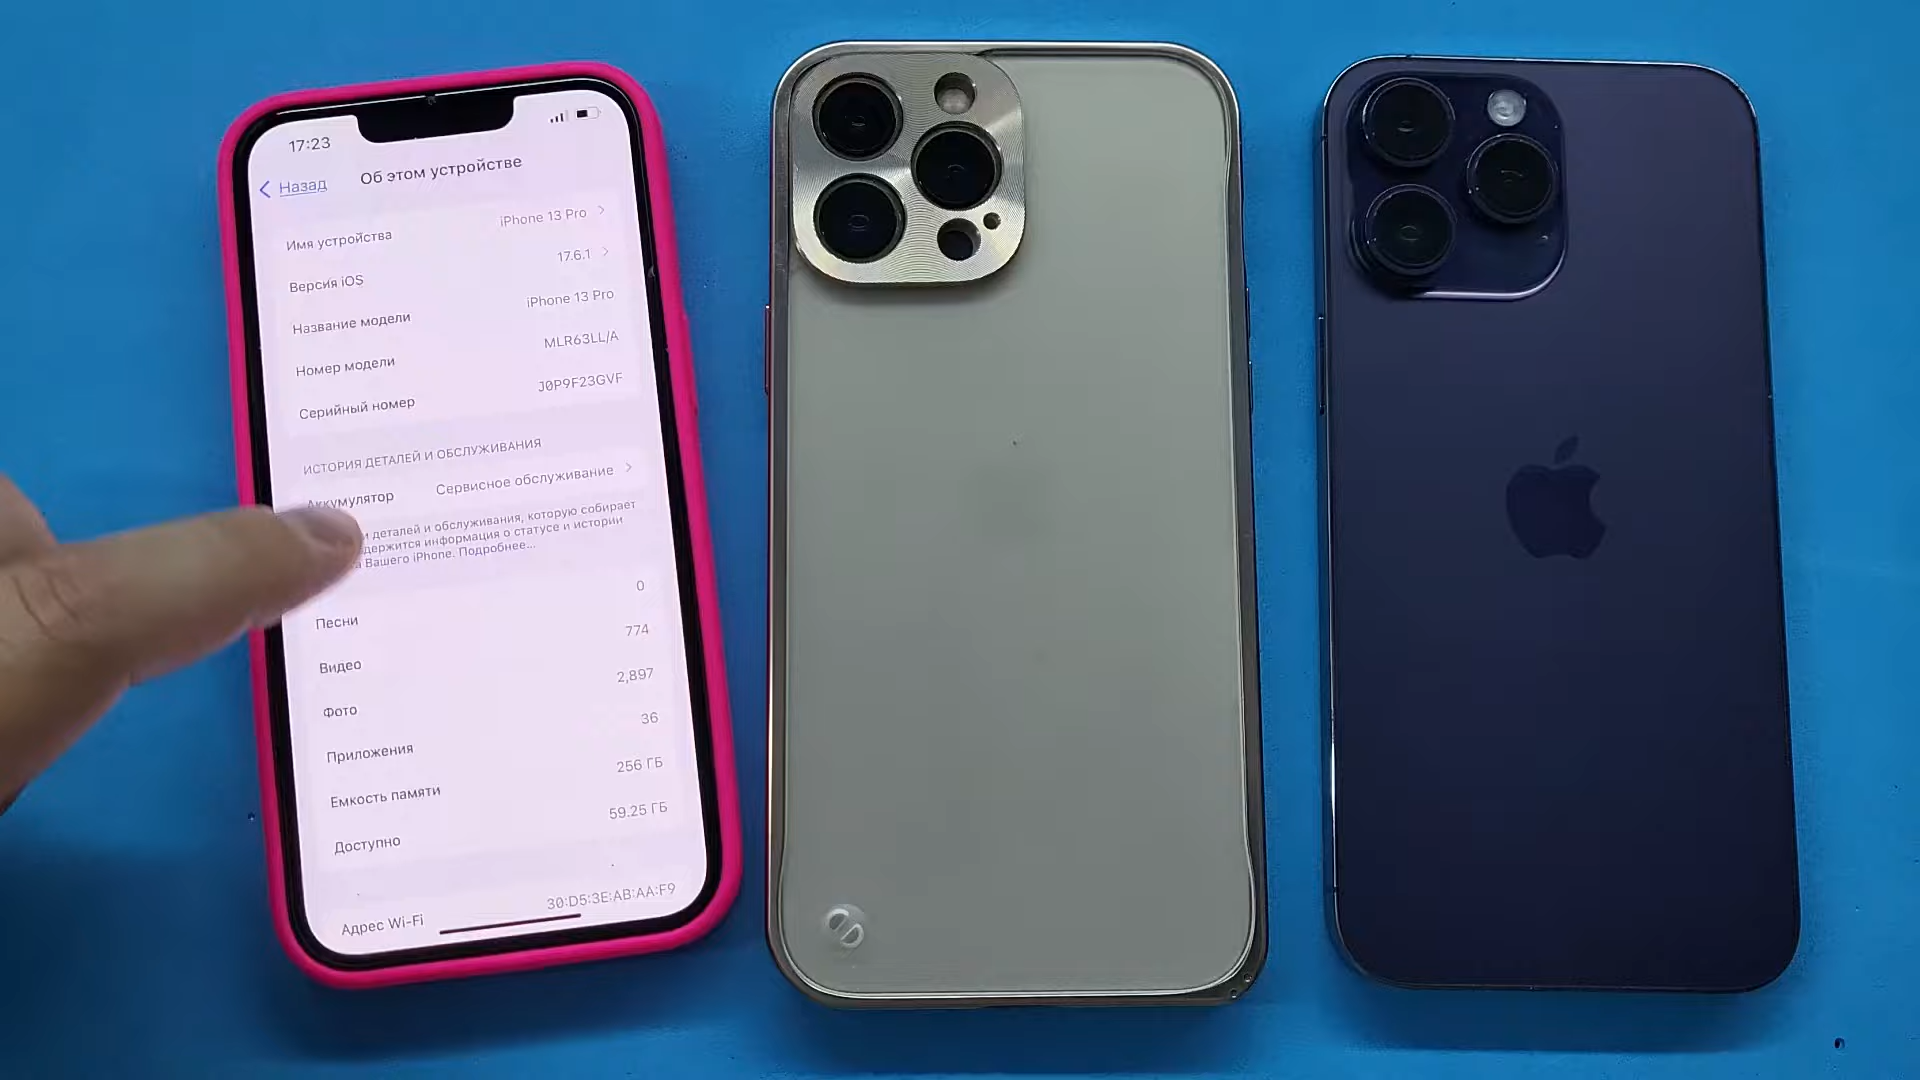 17:23
Назад
Об этом устройстве
Имя устройства iPhone 13 Pro
Версия iOS 17.6.1
Название модели iPhone 13 Pro
Номер модели MLR63LL/A
Серийный номер J0P9F23GVF
ИСТОРИЯ ДЕТАЛЕЙ И ОБСЛУЖИВАНИЯ
Аккумулятор Сервисное обслуживание
и деталей и обслуживания, которую собирает
держится информация о статусе и истории
а Вашего iPhone. Подробнее...
Песни 0
Видео 774
Фото 2,897
Приложения 36
Емкость памяти 256 ГБ
Доступно 59.25 ГБ
Адрес Wi-Fi 30:D5:3E:AB:AA:F9